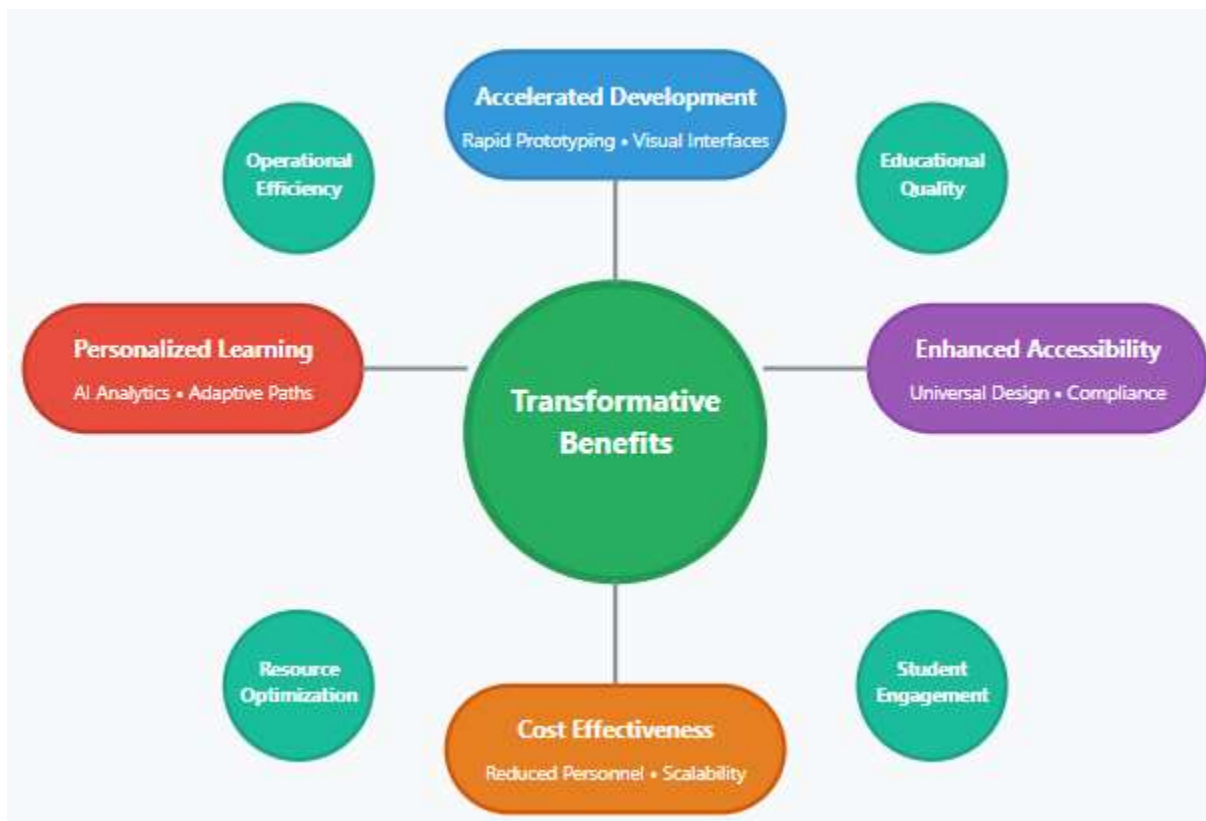 Accelerated Development
Rapid Prototyping • Visual Interfaces
Operational
Efficiency
Educational
Quality
Personalized Learning
AI Analytics • Adaptive Paths
Enhanced Accessibility
Universal Design • Compliance
Transformative
Benefits
Resource
Optimization
Student
Engagement
Cost Effectiveness
Reduced Personnel • Scalability